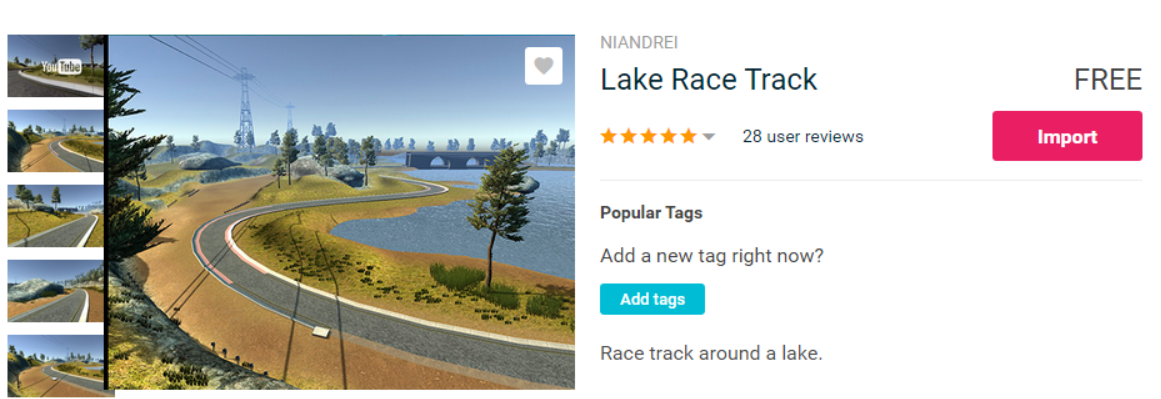 YouTube
NIANDREI
Lake Race Track
FREE
28 user reviews
Import
Popular Tags
Add a new tag right now?
Add tags
Race track around a lake.